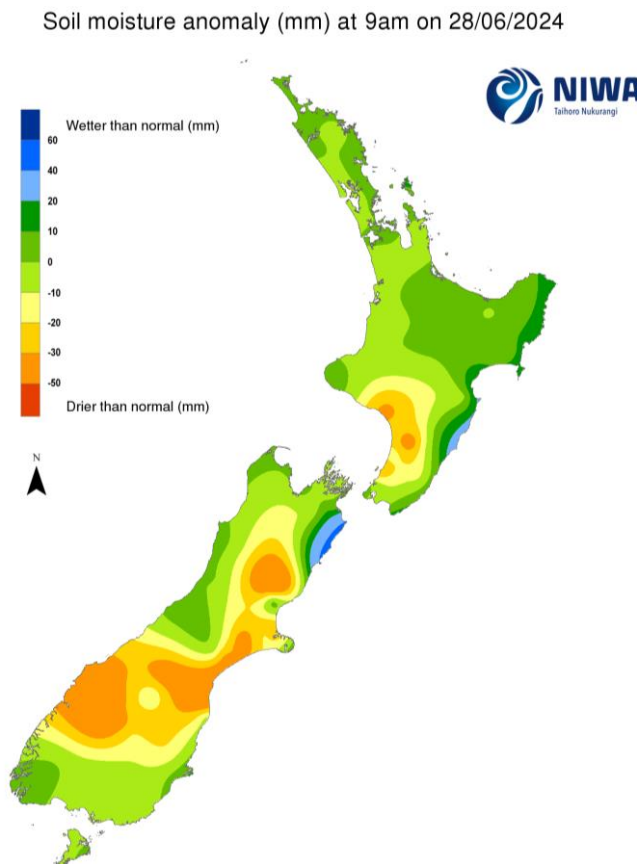 Soil moisture anomaly (mm) at 9am on 28/06/2024
NIWA
Taihoro Nukurangi
Wetter than normal (mm)
60
40
20
10
0
-10
-20
-30
-50
Drier than normal (mm)
N